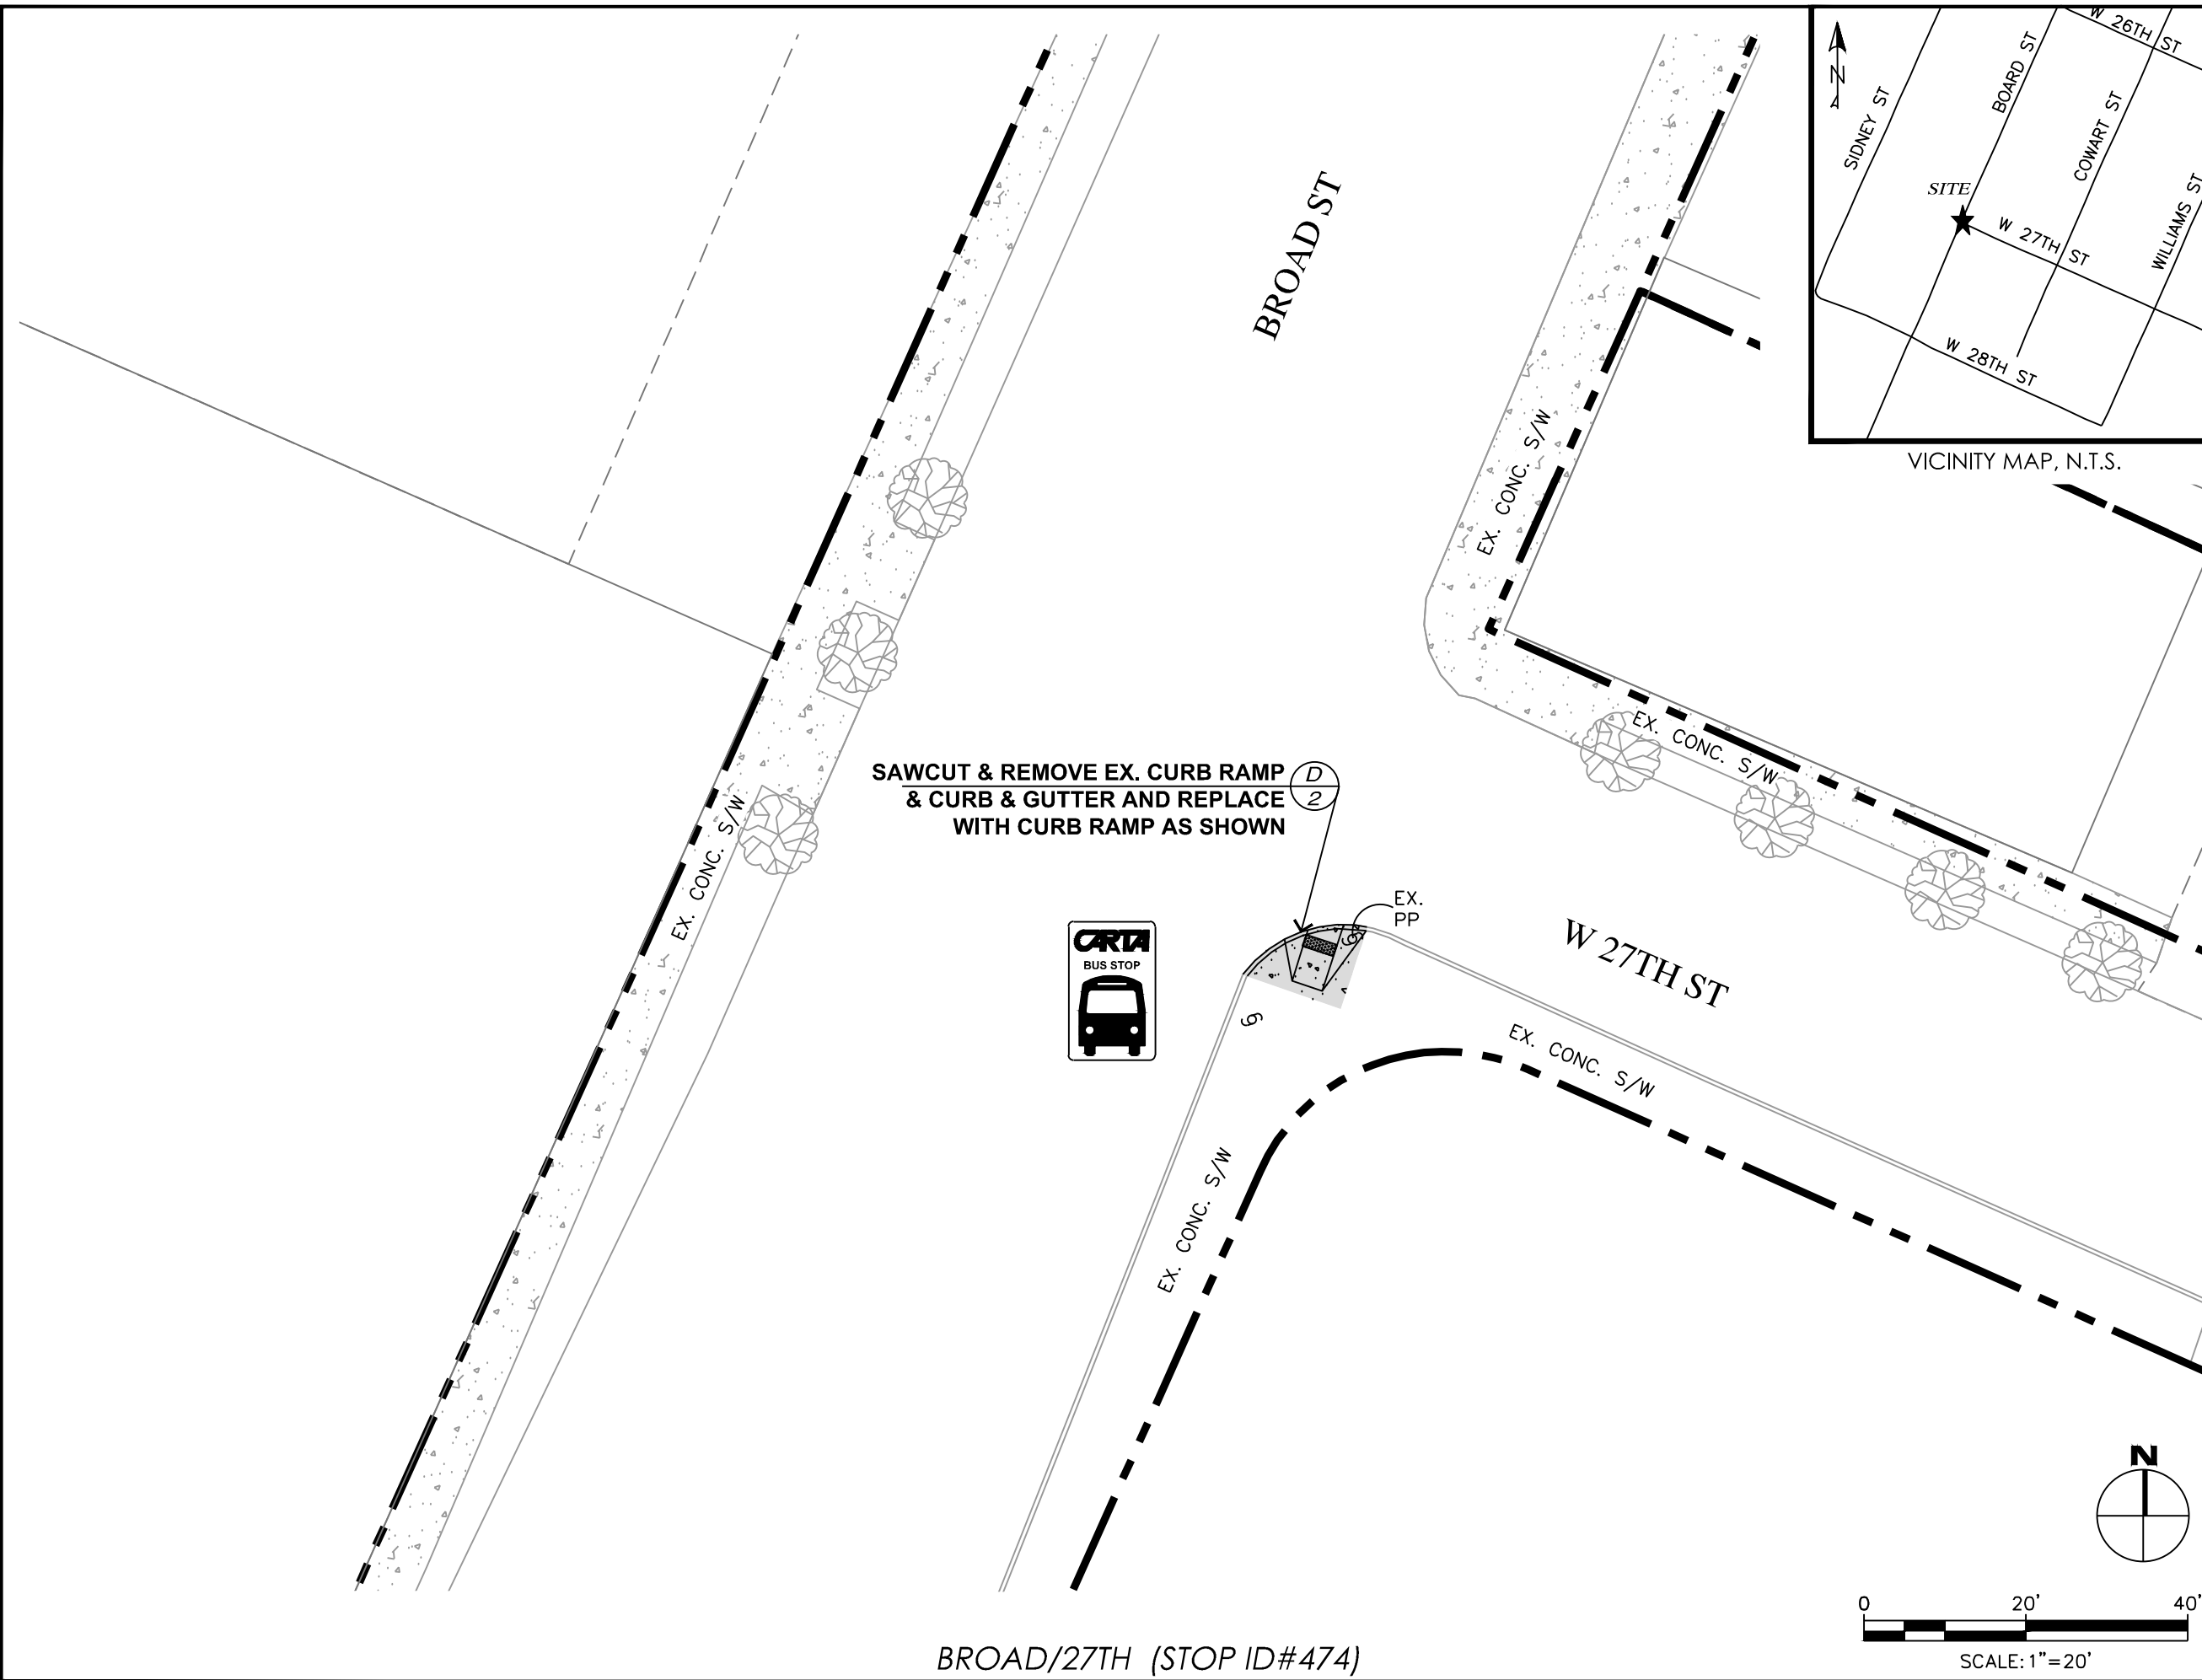 W 26TH ST
BOARD ST
SIDNEY ST
COWART ST
WILLIAMS ST
N
SITE
W 27TH ST
W 28TH ST
VICINITY MAP, N.T.S.
BROAD ST
EX. CONC. S/W
EX. CONC. S/W
SAWCUT & REMOVE EX. CURB RAMP
& CURB & GUTTER AND REPLACE
WITH CURB RAMP AS SHOWN
D
2
EX. CONC. S/W
EX.
PP
CARTA
BUS STOP
W 27TH ST
EX. CONC. S/W
EX. CONC. S/W
N
0 20' 40'
SCALE: 1"=20'
BROAD/27TH (STOP ID#474)